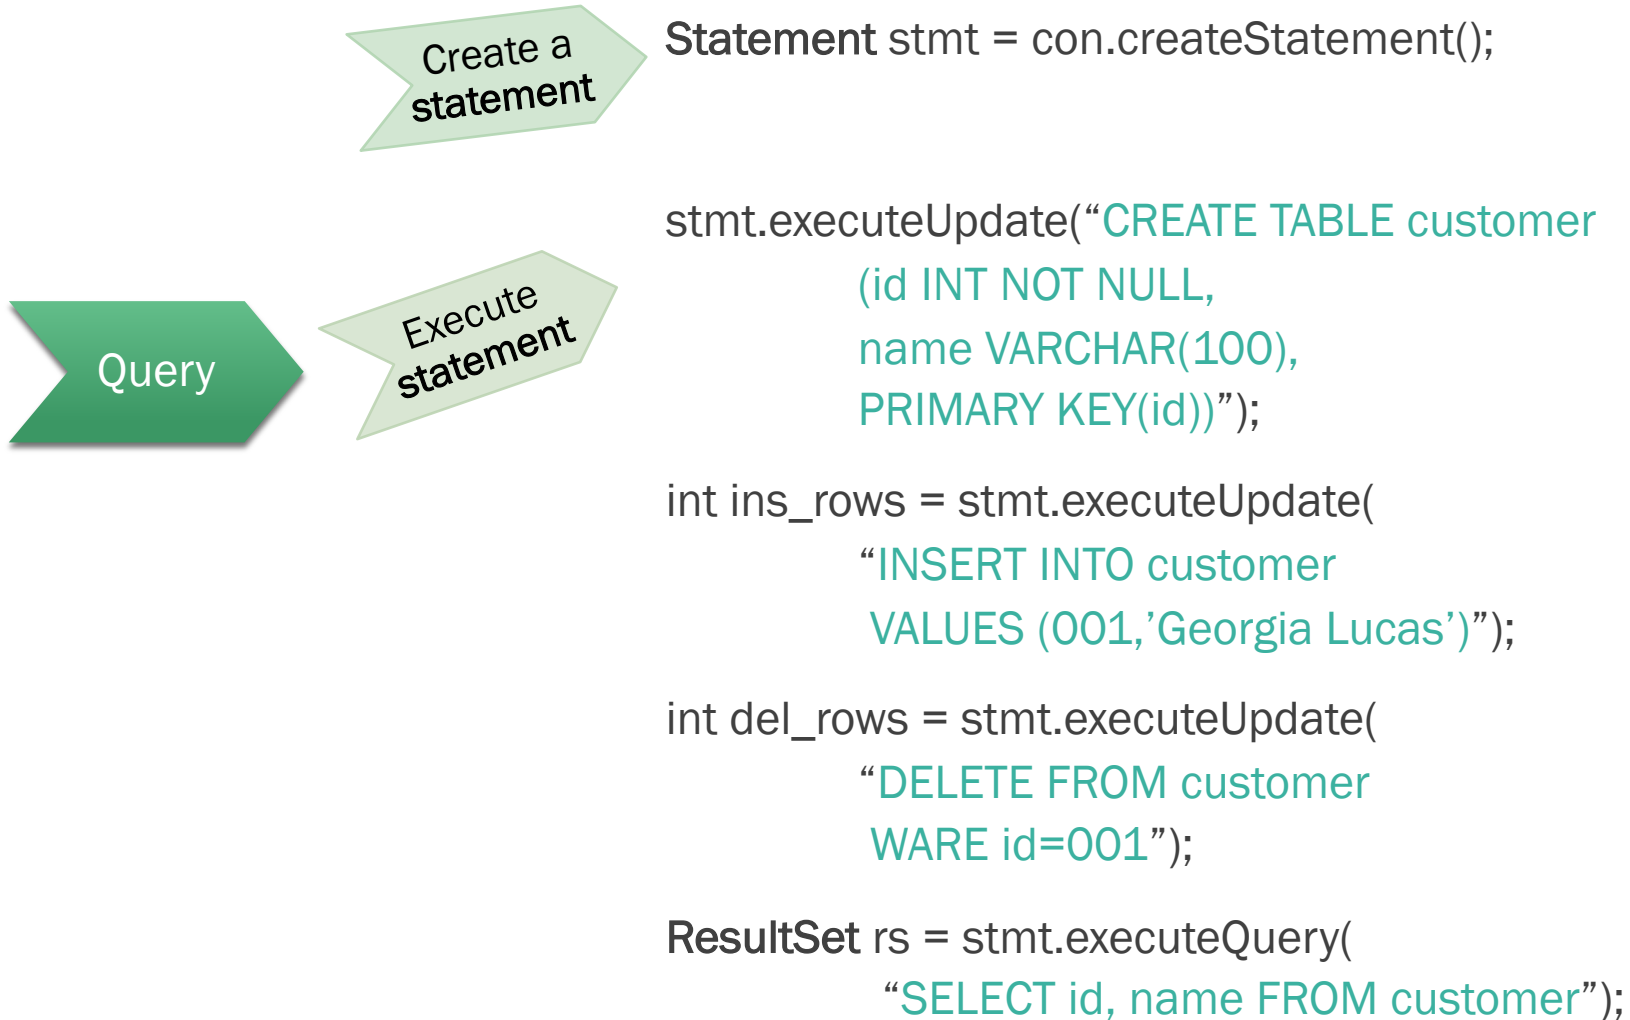 Create a
statement
Statement stmt = con.createStatement();
Query
Execute
statement
stmt.executeUpdate(“CREATE TABLE customer
(id INT NOT NULL,
name VARCHAR(100),
PRIMARY KEY(id))”);
int ins_rows = stmt.executeUpdate(
“INSERT INTO customer
VALUES (001,’Georgia Lucas’)”);
int del_rows = stmt.executeUpdate(
“DELETE FROM customer
WARE id=001”);
ResultSet rs = stmt.executeQuery(
“SELECT id, name FROM customer”);